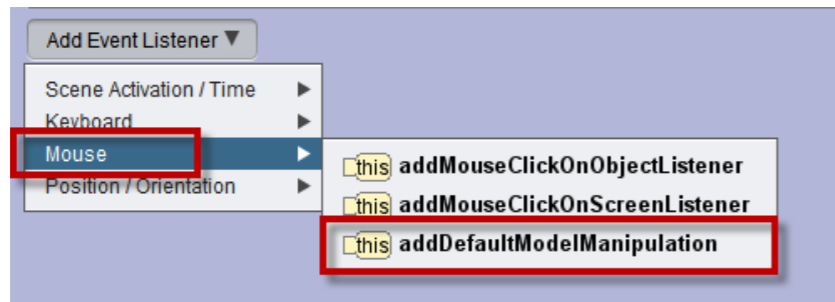 Add Event Listener ▼
Scene Activation / Time
Keyboard
Mouse
Position / Orientation
this addMouseClickOnObjectListener
this addMouseClickOnScreenListener
this addDefaultModelManipulation